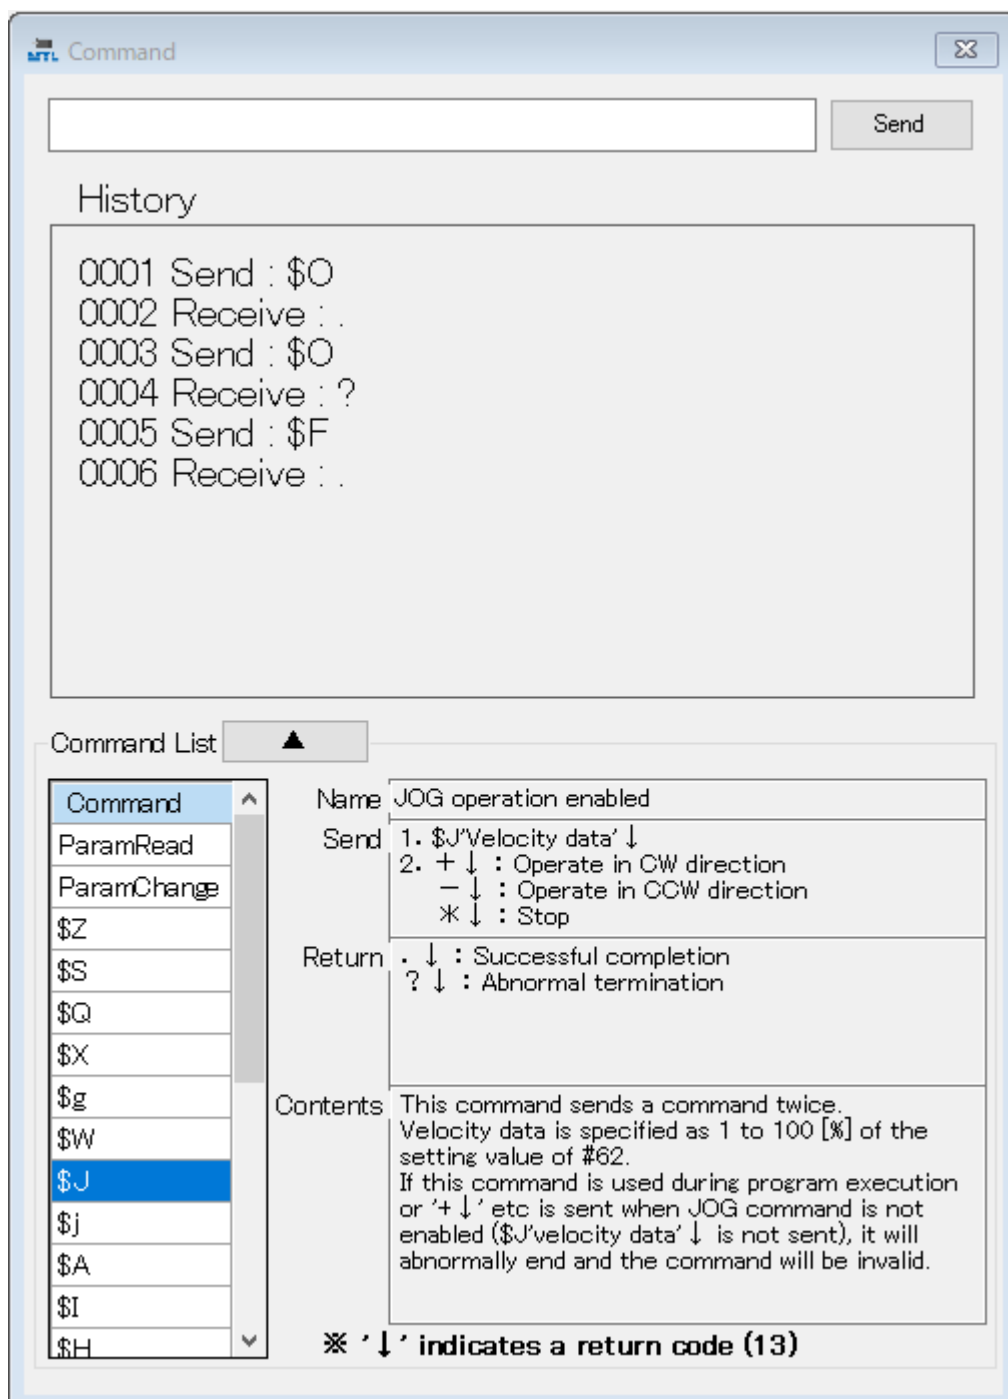 MTL Command
Send
History
0001 Send : $O
0002 Receive : .
0003 Send : $O
0004 Receive : ?
0005 Send : $F
0006 Receive : .
Command List ▲
Command
ParamRead
ParamChange
$Z
$S
$Q
$X
$g
$W
$J
$j
$A
$I
$H
Name JOG operation enabled
Send 1. $J'Velocity data' ↓
2. + ↓ : Operate in CW direction
− ↓ : Operate in CCW direction
* ↓ : Stop
Return . ↓ : Successful completion
? ↓ : Abnormal termination
Contents This command sends a command twice.
Velocity data is specified as 1 to 100 [%] of the
setting value of #62.
If this command is used during program execution
or '+ ↓' etc is sent when JOG command is not
enabled ($J'velocity data' ↓ is not sent), it will
abnormally end and the command will be invalid.
※ '↓' indicates a return code (13)